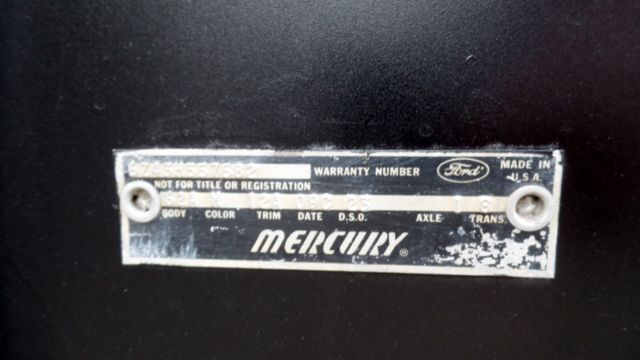 WARRANTY NUMBER Ford MADE IN U.S.A.
NOT FOR TITLE OR REGISTRATION
BODY COLOR TRIM DATE D.S.O. AXLE TRANS.
MERCURY®